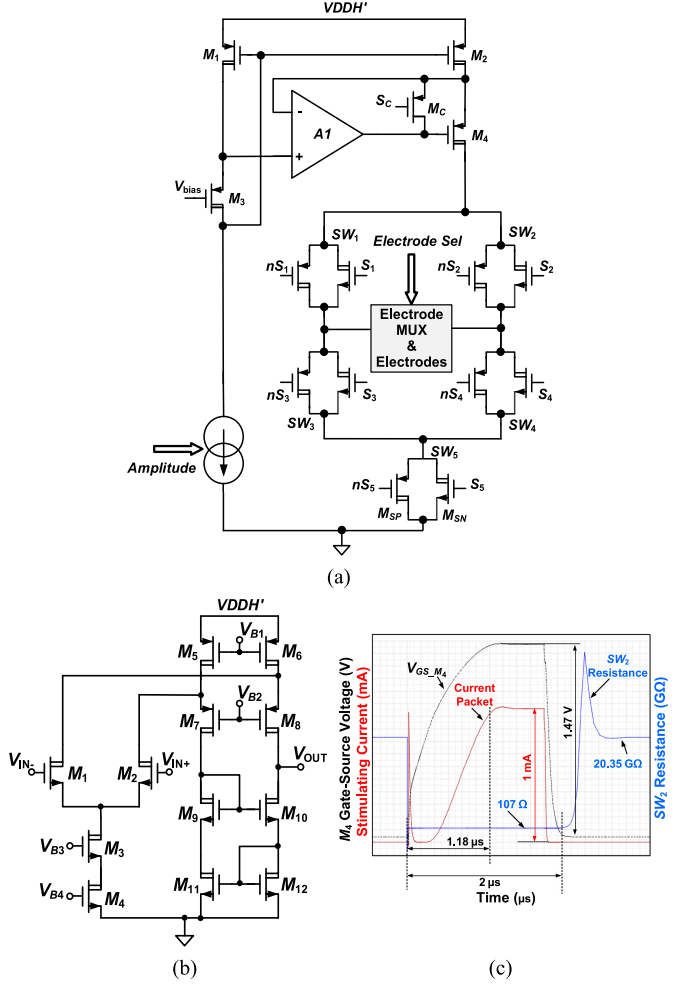 VDDH'
M1
M2
SC
MC
-
A1
M4
+
Vbias
M3
SW1
Electrode Sel
SW2
nS1
S1
nS2
S2
Electrode
MUX
&
Electrodes
nS3
S3
nS4
S4
SW3
SW4
Amplitude
SW5
nS5
S5
MSP
MSN
(a)
VDDH'
M5
VB1
M6
VB2
M7
M8
VOUT
VIN-
M1
M2
VIN+
M9
M10
VB3
M3
VB4
M4
M11
M12
(b)
M4 Gate-Source Voltage (V)
Stimulating Current (mA)
VGS_M4
Current
Packet
SW2
Resistance
1.47 V
1 mA
20.35 GΩ
107 Ω
1.18 µs
2 µs
Time (µs)
SW2 Resistance (GΩ)
(c)